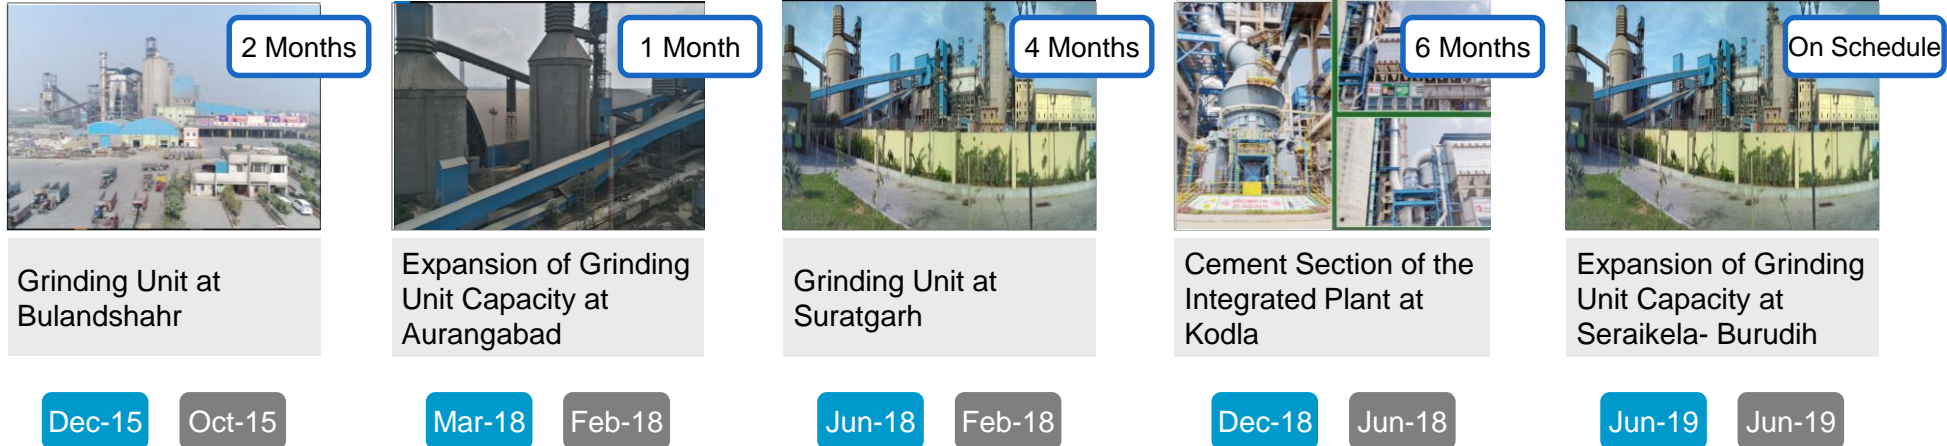 2 Months
1 Month
4 Months
6 Months
On Schedule
Grinding Unit at
Bulandshahr
Expansion of Grinding
Unit Capacity at
Aurangabad
Grinding Unit at
Suratgarh
Cement Section of the
Integrated Plant at
Kodla
Expansion of Grinding
Unit Capacity at
Seraikela- Burudih
Dec-15
Oct-15
Mar-18
Feb-18
Jun-18
Feb-18
Dec-18
Jun-18
Jun-19
Jun-19